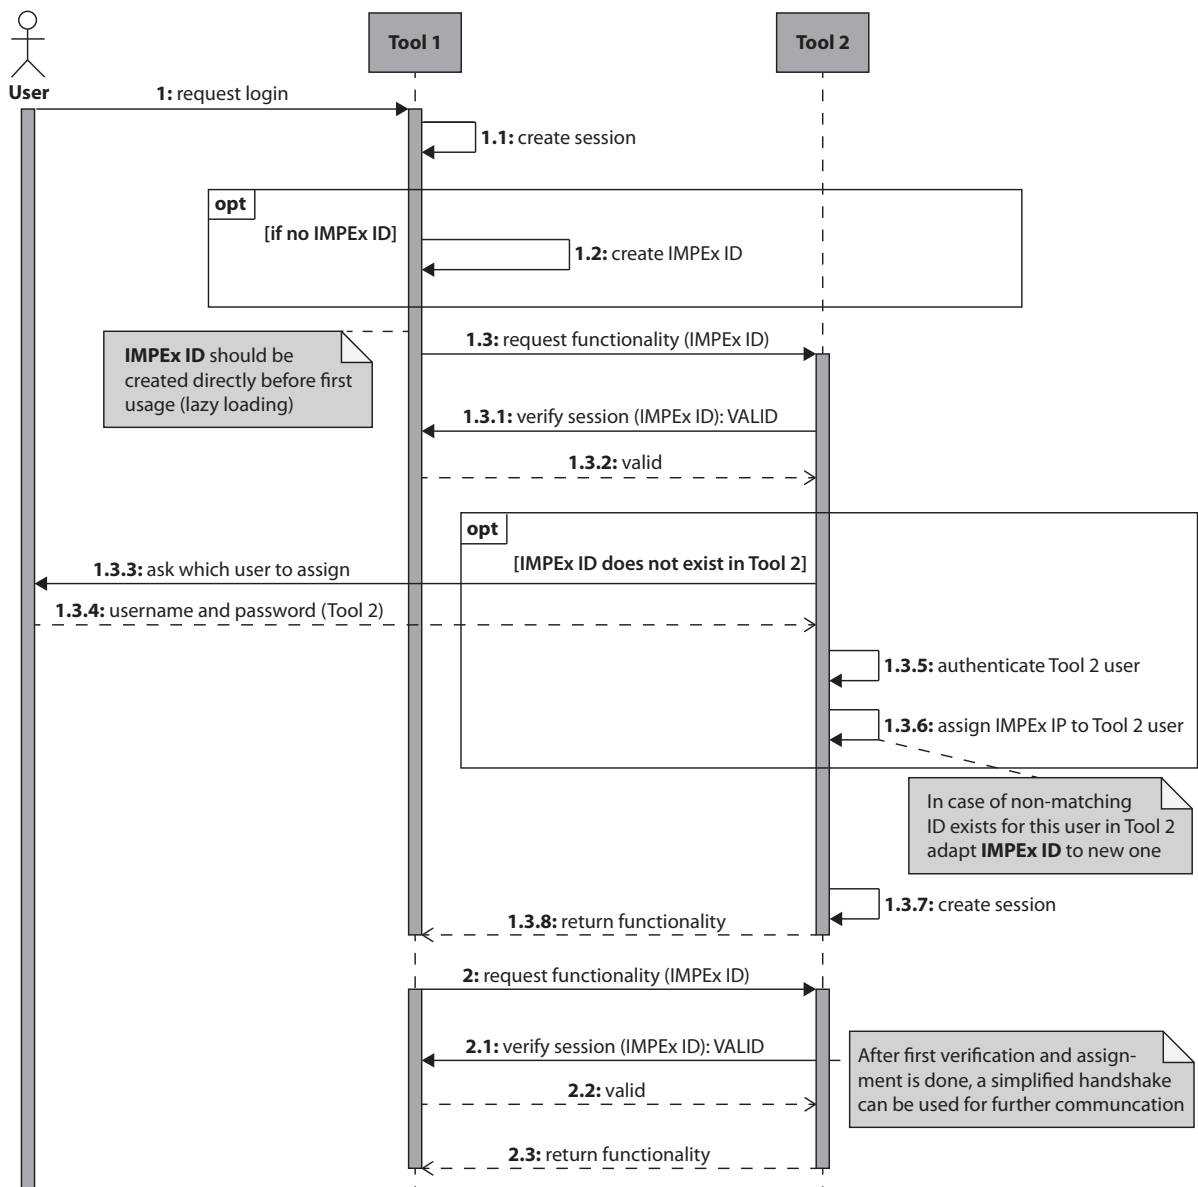 User
Tool 1
Tool 2
1: request login
1.1: create session
opt
[if no IMPEx ID]
1.2: create IMPEx ID
IMPEx ID should be
created directly before first
usage (lazy loading)
1.3: request functionality (IMPEx ID)
1.3.1: verify session (IMPEx ID): VALID
1.3.2: valid
opt
[IMPEx ID does not exist in Tool 2]
1.3.3: ask which user to assign
1.3.4: username and password (Tool 2)
1.3.5: authenticate Tool 2 user
1.3.6: assign IMPEx IP to Tool 2 user
In case of non-matching
ID exists for this user in Tool 2
adapt IMPEx ID to new one
1.3.7: create session
1.3.8: return functionality
2: request functionality (IMPEx ID)
2.1: verify session (IMPEx ID): VALID
After first verification and assign-
ment is done, a simplified handshake
can be used for further communcation
2.2: valid
2.3: return functionality